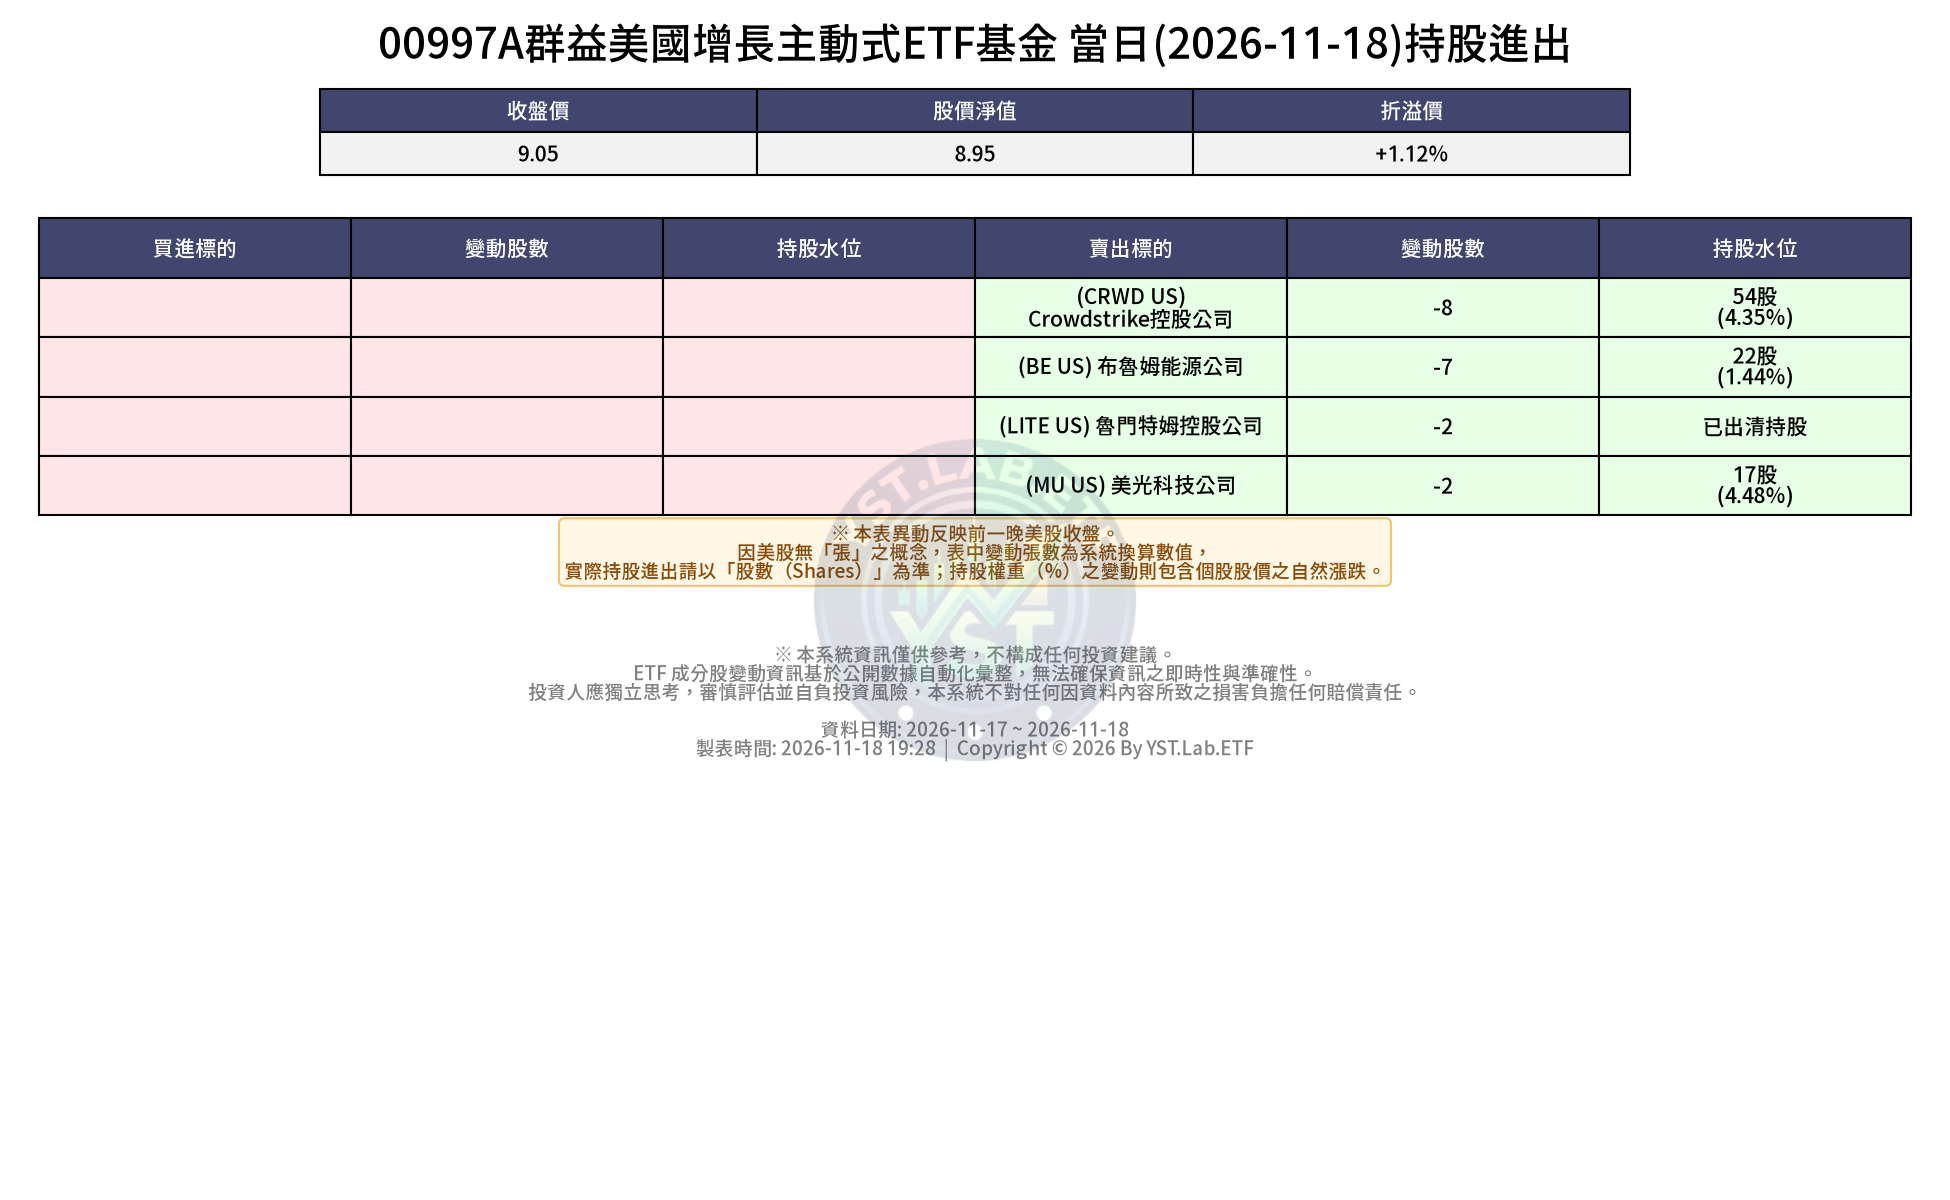 00997A群益美國增長主動式ETF基金 當日(2026-11-18)持股進出
收盤價 股價淨值 折溢價
9.05 8.95 +1.12%
買進標的 變動股數 持股水位 賣出標的 變動股數 持股水位
(CRWD US)
Crowdstrike控股公司
-8
54股
(4.35%)
(BE US) 布魯姆能源公司
-7
22股
(1.44%)
(LITE US) 魯門特姆控股公司
-2
已出清持股
(MU US) 美光科技公司
-2
17股
(4.48%)
※ 本表異動反映前一晚美股收盤。
因美股無「張」之概念，表中變動張數為系統換算數值，
實際持股進出請以「股數（Shares）」為準；持股權重（%）之變動則包含個股股價之自然漲跌。
YST.LAB.ETF
YST
※ 本系統資訊僅供參考，不構成任何投資建議。
ETF 成分股變動資訊基於公開數據自動化彙整，無法確保資訊之即時性與準確性。
投資人應獨立思考，審慎評估並自負投資風險，本系統不對任何因資料內容所致之損害負擔任何賠償責任。
資料日期: 2026-11-17 ~ 2026-11-18
製表時間: 2026-11-18 19:28 | Copyright © 2026 By YST.Lab.ETF